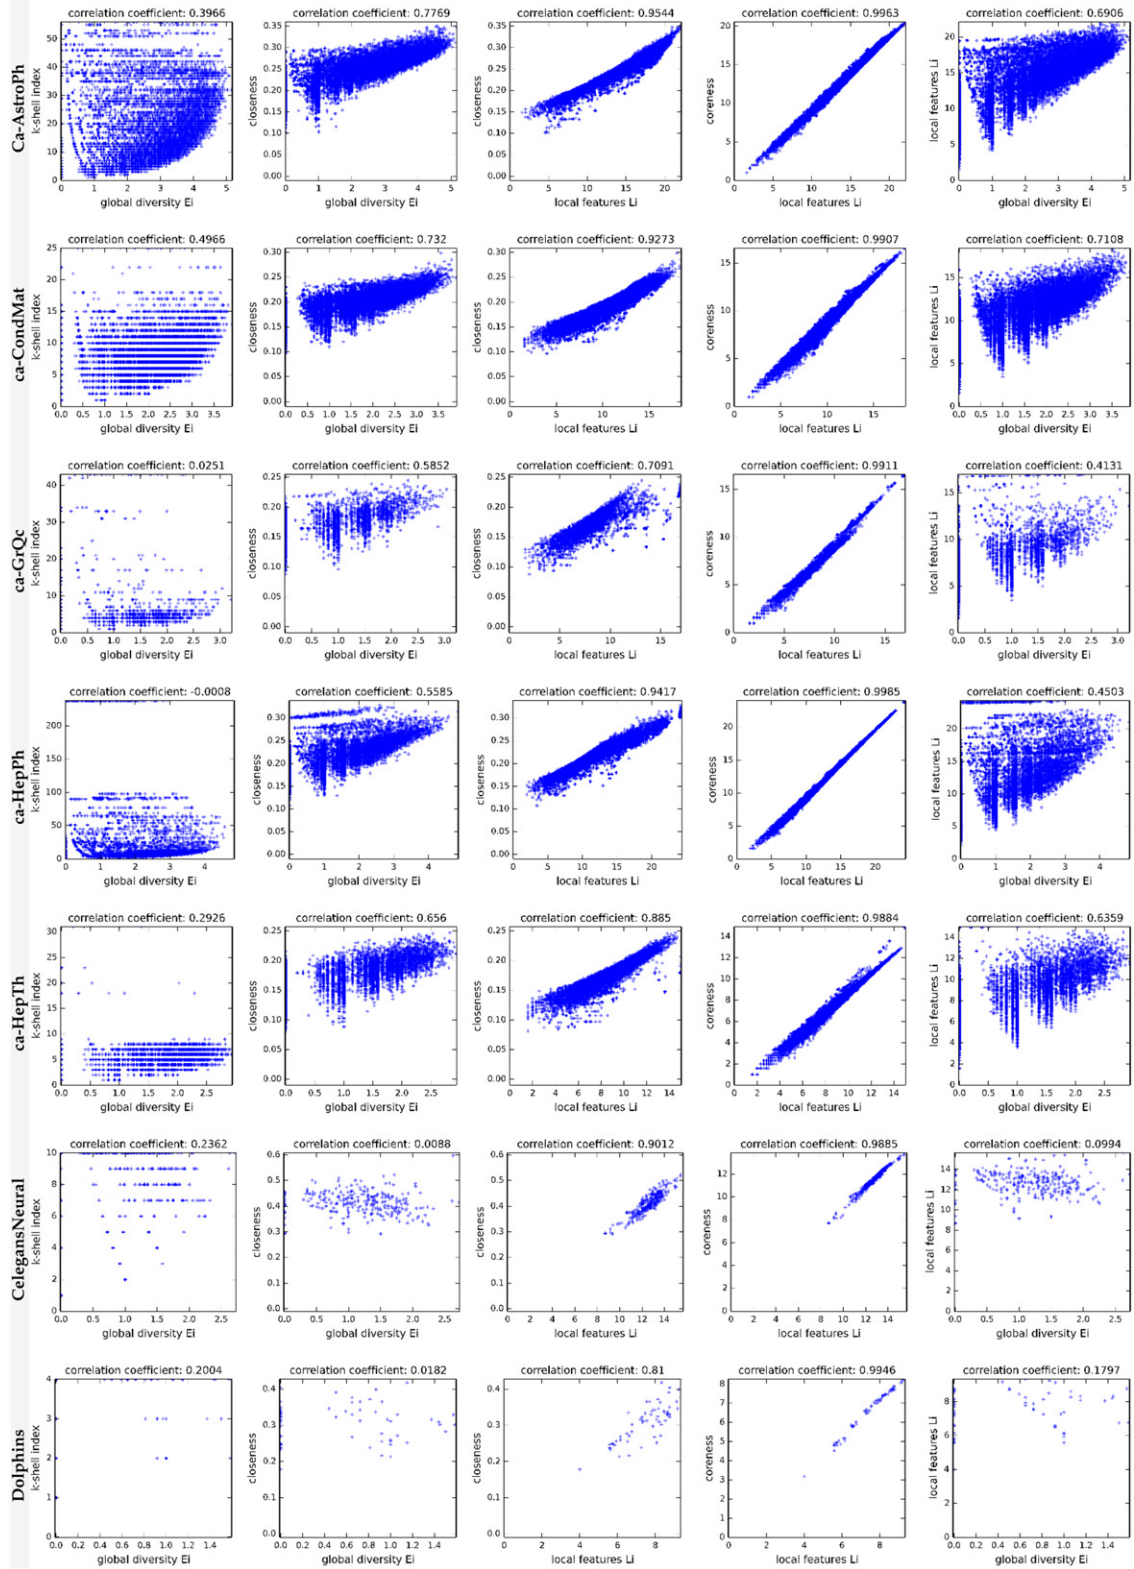 Ca-AstroPh
correlation coefficient: 0.3966
k-shell index
global diversity Ei
correlation coefficient: 0.7769
closeness
global diversity Ei
correlation coefficient: 0.9544
closeness
local features Li
correlation coefficient: 0.9963
coreness
local features Li
correlation coefficient: 0.6906
local features Li
global diversity Ei
ca-CondMat
correlation coefficient: 0.4966
k-shell index
global diversity Ei
correlation coefficient: 0.732
closeness
global diversity Ei
correlation coefficient: 0.9273
closeness
local features Li
correlation coefficient: 0.9907
coreness
local features Li
correlation coefficient: 0.7108
local features Li
global diversity Ei
ca-GrQc
correlation coefficient: 0.0251
k-shell index
global diversity Ei
correlation coefficient: 0.5852
closeness
global diversity Ei
correlation coefficient: 0.7091
closeness
local features Li
correlation coefficient: 0.9911
coreness
local features Li
correlation coefficient: 0.4131
local features Li
global diversity Ei
ca-HepPh
correlation coefficient: -0.0008
k-shell index
global diversity Ei
correlation coefficient: 0.5585
closeness
global diversity Ei
correlation coefficient: 0.9417
closeness
local features Li
correlation coefficient: 0.9985
coreness
local features Li
correlation coefficient: 0.4503
local features Li
global diversity Ei
ca-HepTh
correlation coefficient: 0.2926
k-shell index
global diversity Ei
correlation coefficient: 0.656
closeness
global diversity Ei
correlation coefficient: 0.885
closeness
local features Li
correlation coefficient: 0.9884
coreness
local features Li
correlation coefficient: 0.6359
local features Li
global diversity Ei
CelegansNeural
correlation coefficient: 0.2362
k-shell index
global diversity Ei
correlation coefficient: 0.0088
closeness
global diversity Ei
correlation coefficient: 0.9012
closeness
local features Li
correlation coefficient: 0.9885
coreness
local features Li
correlation coefficient: 0.0994
local features Li
global diversity Ei
Dolphins
correlation coefficient: 0.2004
k-shell index
global diversity Ei
correlation coefficient: 0.0182
closeness
global diversity Ei
correlation coefficient: 0.81
closeness
local features Li
correlation coefficient: 0.9946
coreness
local features Li
correlation coefficient: 0.1797
local features Li
global diversity Ei